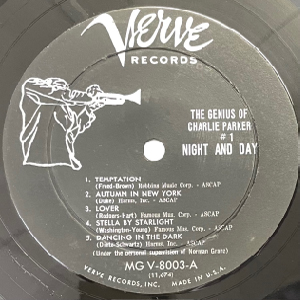 Verve
RECORDS
THE GENIUS OF
CHARLIE PARKER
# 1
NIGHT AND DAY
1. TEMPTATION
(Freed-Brown) Robbins Music Corp. - ASCAP
2. AUTUMN IN NEW YORK
(Duke) Harms, Inc. - ASCAP
3. LOVER
(Rodgers-Hart) Famous Mus. Corp. - ASCAP
4. STELLA BY STARLIGHT
(Washington-Young) Famous Mus. Corp. - ASCAP
5. DANCING IN THE DARK
(Dietz-Schwartz) Harms, Inc. - ASCAP
(Under the personal supervision of Norman Granz)
MG V-8003-A
(11,674)
VERVE RECORDS, INC. MADE IN U.S.A.